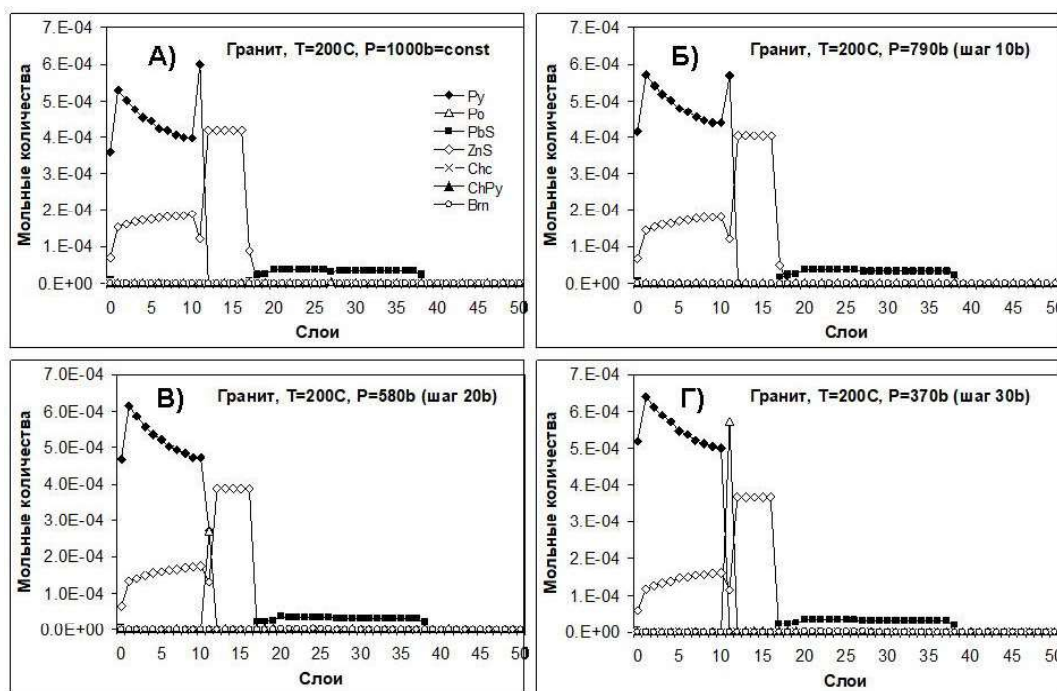 А)
Гранит, T=200C, P=1000b=const
Мольные количества
7.E-04
6.E-04
5.E-04
4.E-04
3.E-04
2.E-04
1.E-04
0.E+00
Py
Po
PbS
ZnS
Chc
ChPy
Brn
0 5 10 15 20 25 30 35 40 45 50
Слои
Б)
Гранит, T=200C, P=790b (шаг 10b)
Мольные количества
7.E-04
6.E-04
5.E-04
4.E-04
3.E-04
2.E-04
1.E-04
0.E+00
0 5 10 15 20 25 30 35 40 45 50
Слои
В)
Гранит, T=200C, P=580b (шаг 20b)
Мольные количества
7.0E-04
6.0E-04
5.0E-04
4.0E-04
3.0E-04
2.0E-04
1.0E-04
0.0E+00
0 5 10 15 20 25 30 35 40 45 50
Слои
Г)
Гранит, T=200C, P=370b (шаг 30b)
Мольные количества
7.E-04
6.E-04
5.E-04
4.E-04
3.E-04
2.E-04
1.E-04
0.E+00
0 5 10 15 20 25 30 35 40 45 50
Слои